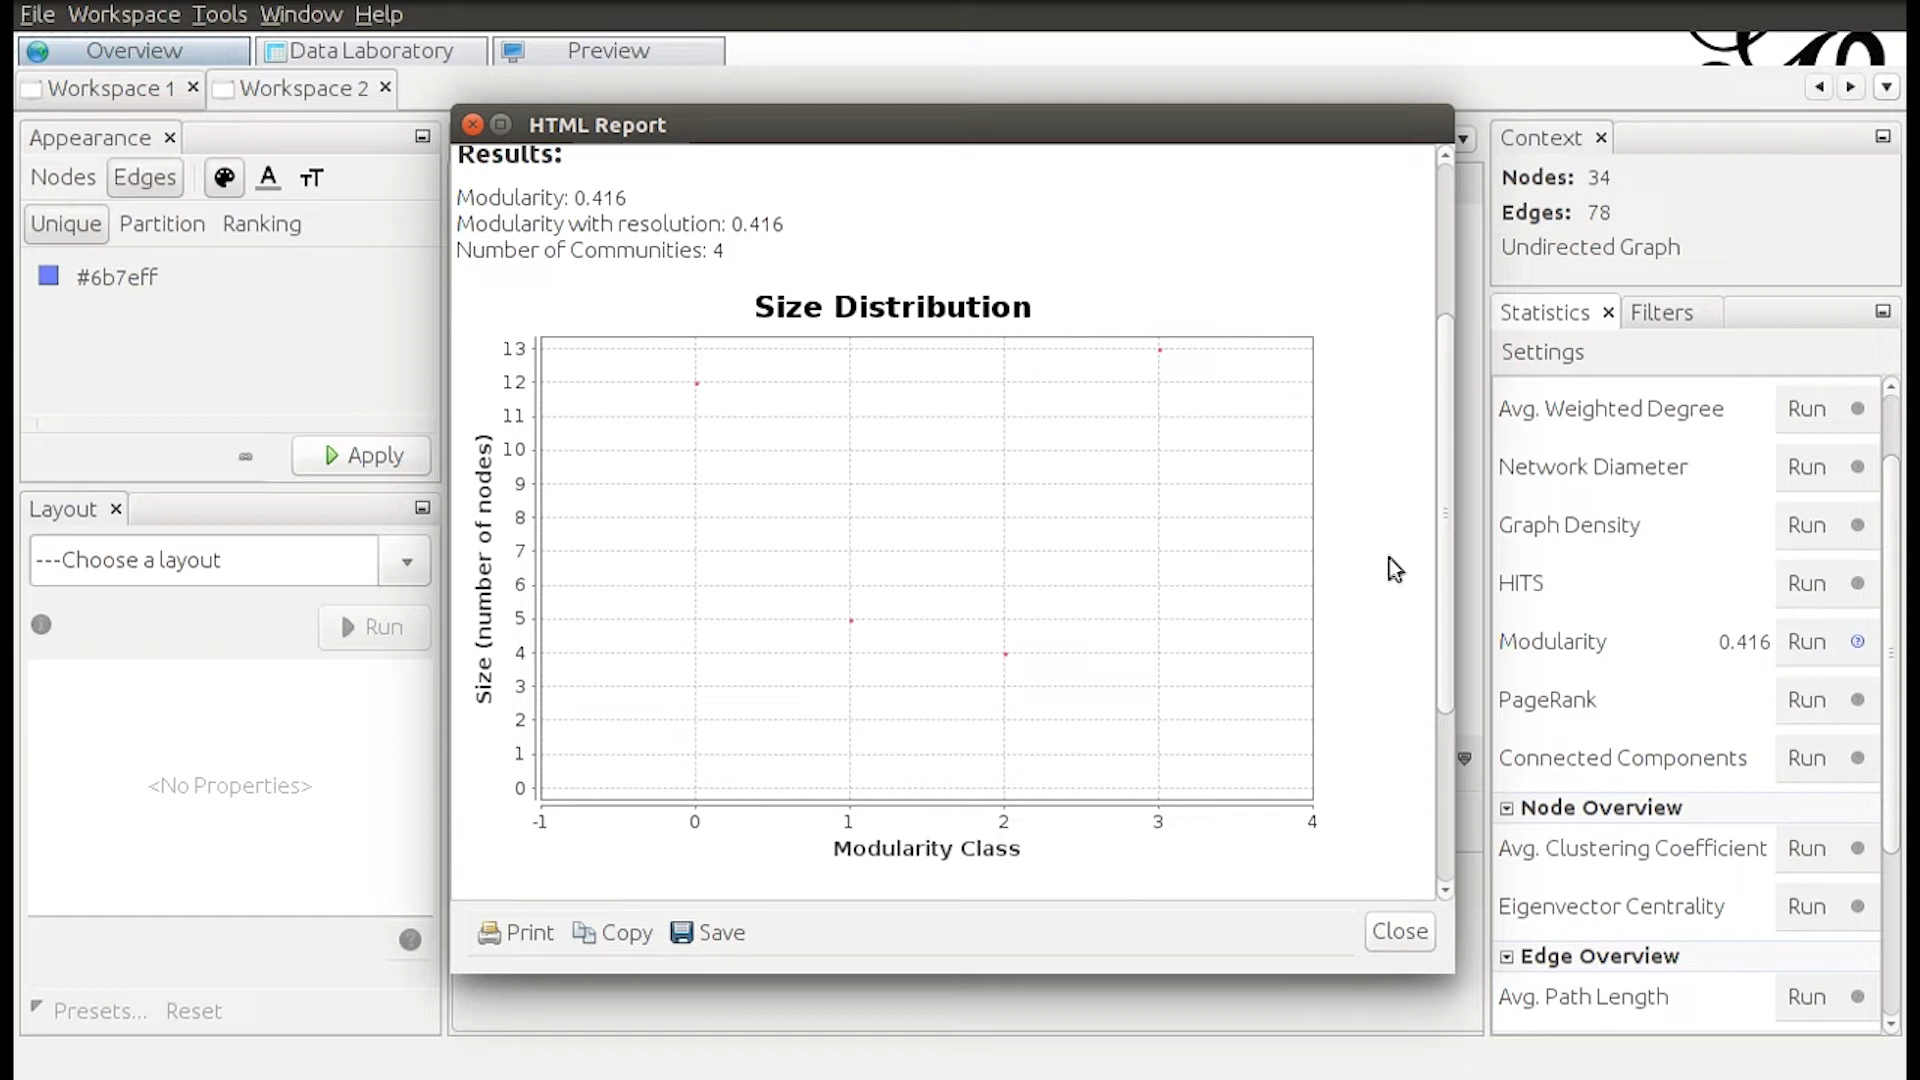 File Workspace Tools Window Help
Overview Data Laboratory Preview
Workspace 1 Workspace 2
Appearance
Nodes Edges A TT
Unique Partition Ranking
#6b7eff
Apply
Layout
---Choose a layout
Run
<No Properties>
Presets... Reset
HTML Report
Results:
Modularity: 0.416
Modularity with resolution: 0.416
Number of Communities: 4
Size Distribution
Size (number of nodes)
13
12
11
10
9
8
7
6
5
4
3
2
1
0
-1 0 1 2 3 4
Modularity Class
Print Copy Save Close
Context
Nodes: 34
Edges: 78
Undirected Graph
Statistics Filters
Settings
Avg. Weighted Degree Run
Network Diameter Run
Graph Density Run
HITS Run
Modularity 0.416 Run
PageRank Run
Connected Components Run
Node Overview
Avg. Clustering Coefficient Run
Eigenvector Centrality Run
Edge Overview
Avg. Path Length Run